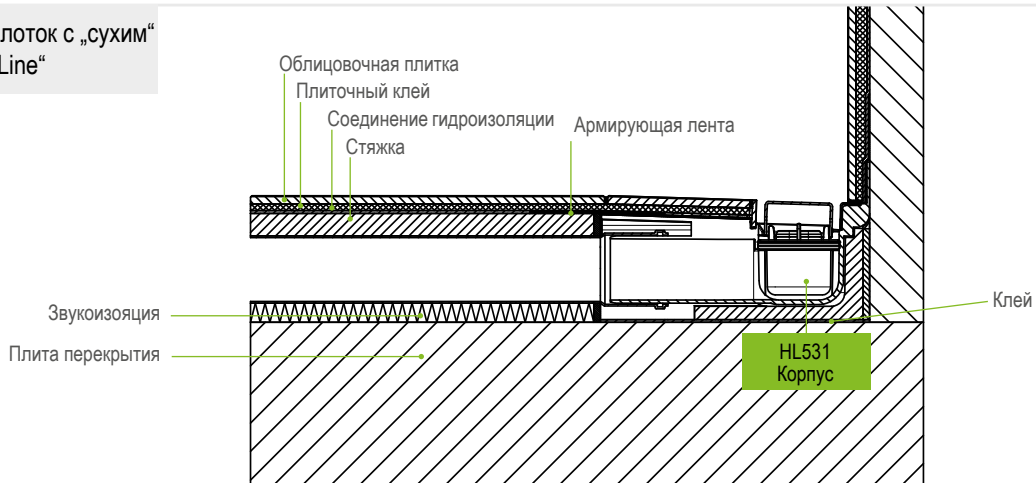 лоток с „сухим“
Line“
Облицовочная плитка
Плиточный клей
Соединение гидроизоляции
Стяжка
Армирующая лента
Звукоизояция
Клей
Плита перекрытия
HL531
Корпус